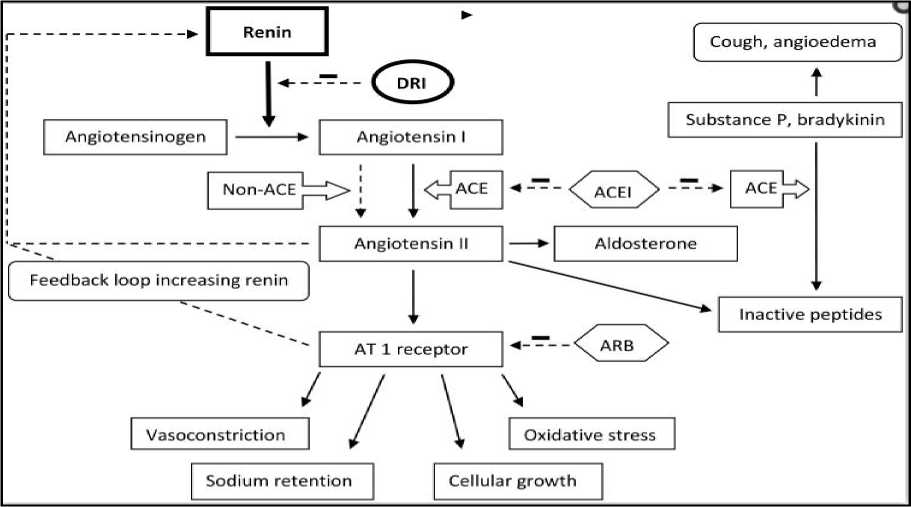 Renin
Cough, angioedema
DRI
Substance P, bradykinin
Angiotensinogen
Angiotensin I
Non-ACE
ACE
ACEI
ACE
Angiotensin II
Aldosterone
Feedback loop increasing renin
Inactive peptides
AT 1 receptor
ARB
Vasoconstriction
Oxidative stress
Sodium retention
Cellular growth